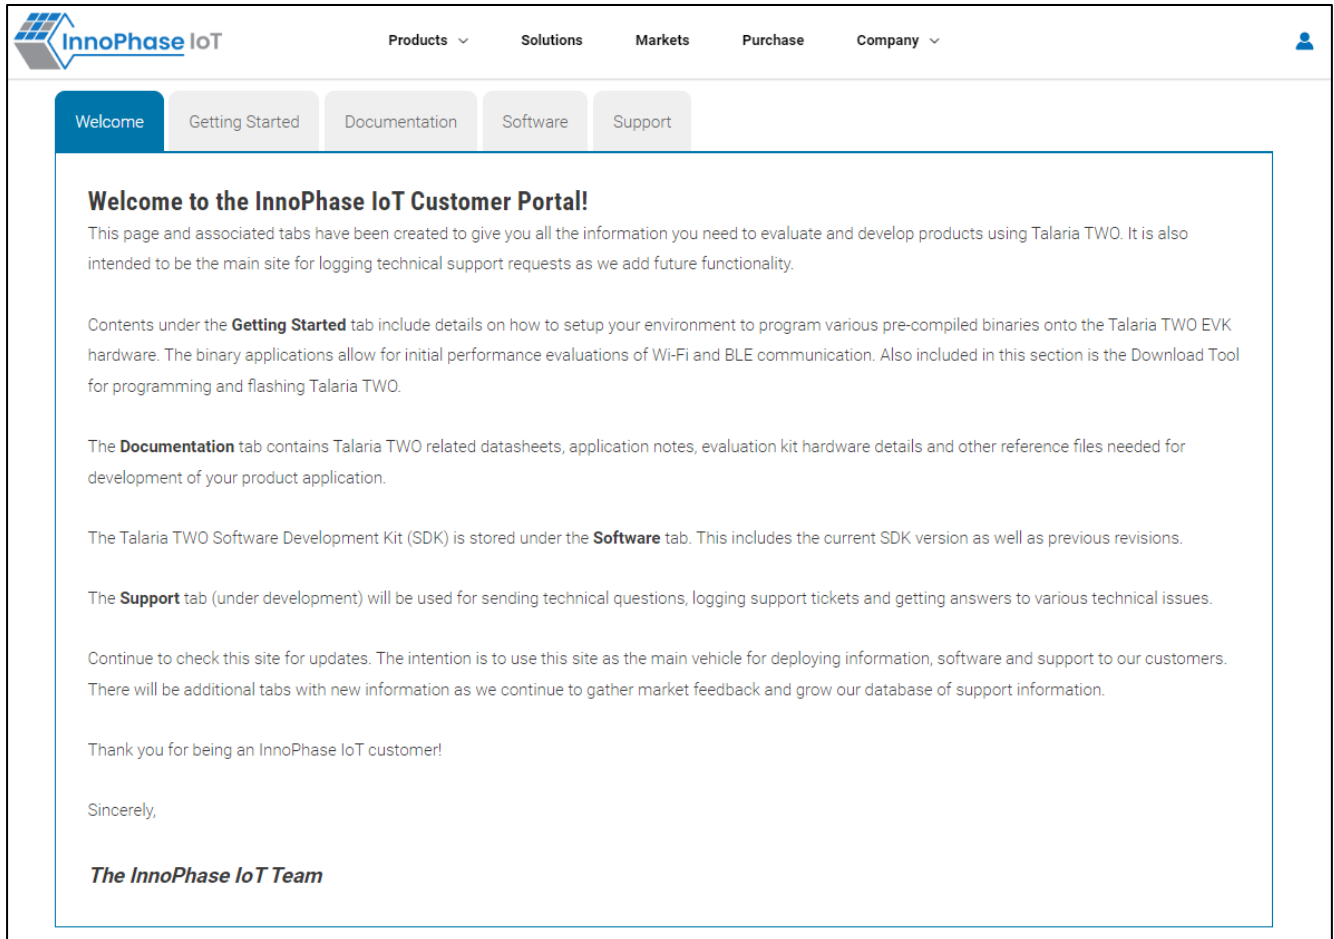 InnoPhase IoT
Products Solutions Markets Purchase Company
Welcome Getting Started Documentation Software Support
Welcome to the InnoPhase IoT Customer Portal!
This page and associated tabs have been created to give you all the information you need to evaluate and develop products using Talaria TWO. It is also
intended to be the main site for logging technical support requests as we add future functionality.
Contents under the Getting Started tab include details on how to setup your environment to program various pre-compiled binaries onto the Talaria TWO EVK
hardware. The binary applications allow for initial performance evaluations of Wi-Fi and BLE communication. Also included in this section is the Download Tool
for programming and flashing Talaria TWO.
The Documentation tab contains Talaria TWO related datasheets, application notes, evaluation kit hardware details and other reference files needed for
development of your product application.
The Talaria TWO Software Development Kit (SDK) is stored under the Software tab. This includes the current SDK version as well as previous revisions.
The Support tab (under development) will be used for sending technical questions, logging support tickets and getting answers to various technical issues.
Continue to check this site for updates. The intention is to use this site as the main vehicle for deploying information, software and support to our customers.
There will be additional tabs with new information as we continue to gather market feedback and grow our database of support information.
Thank you for being an InnoPhase IoT customer!
Sincerely,
The InnoPhase IoT Team